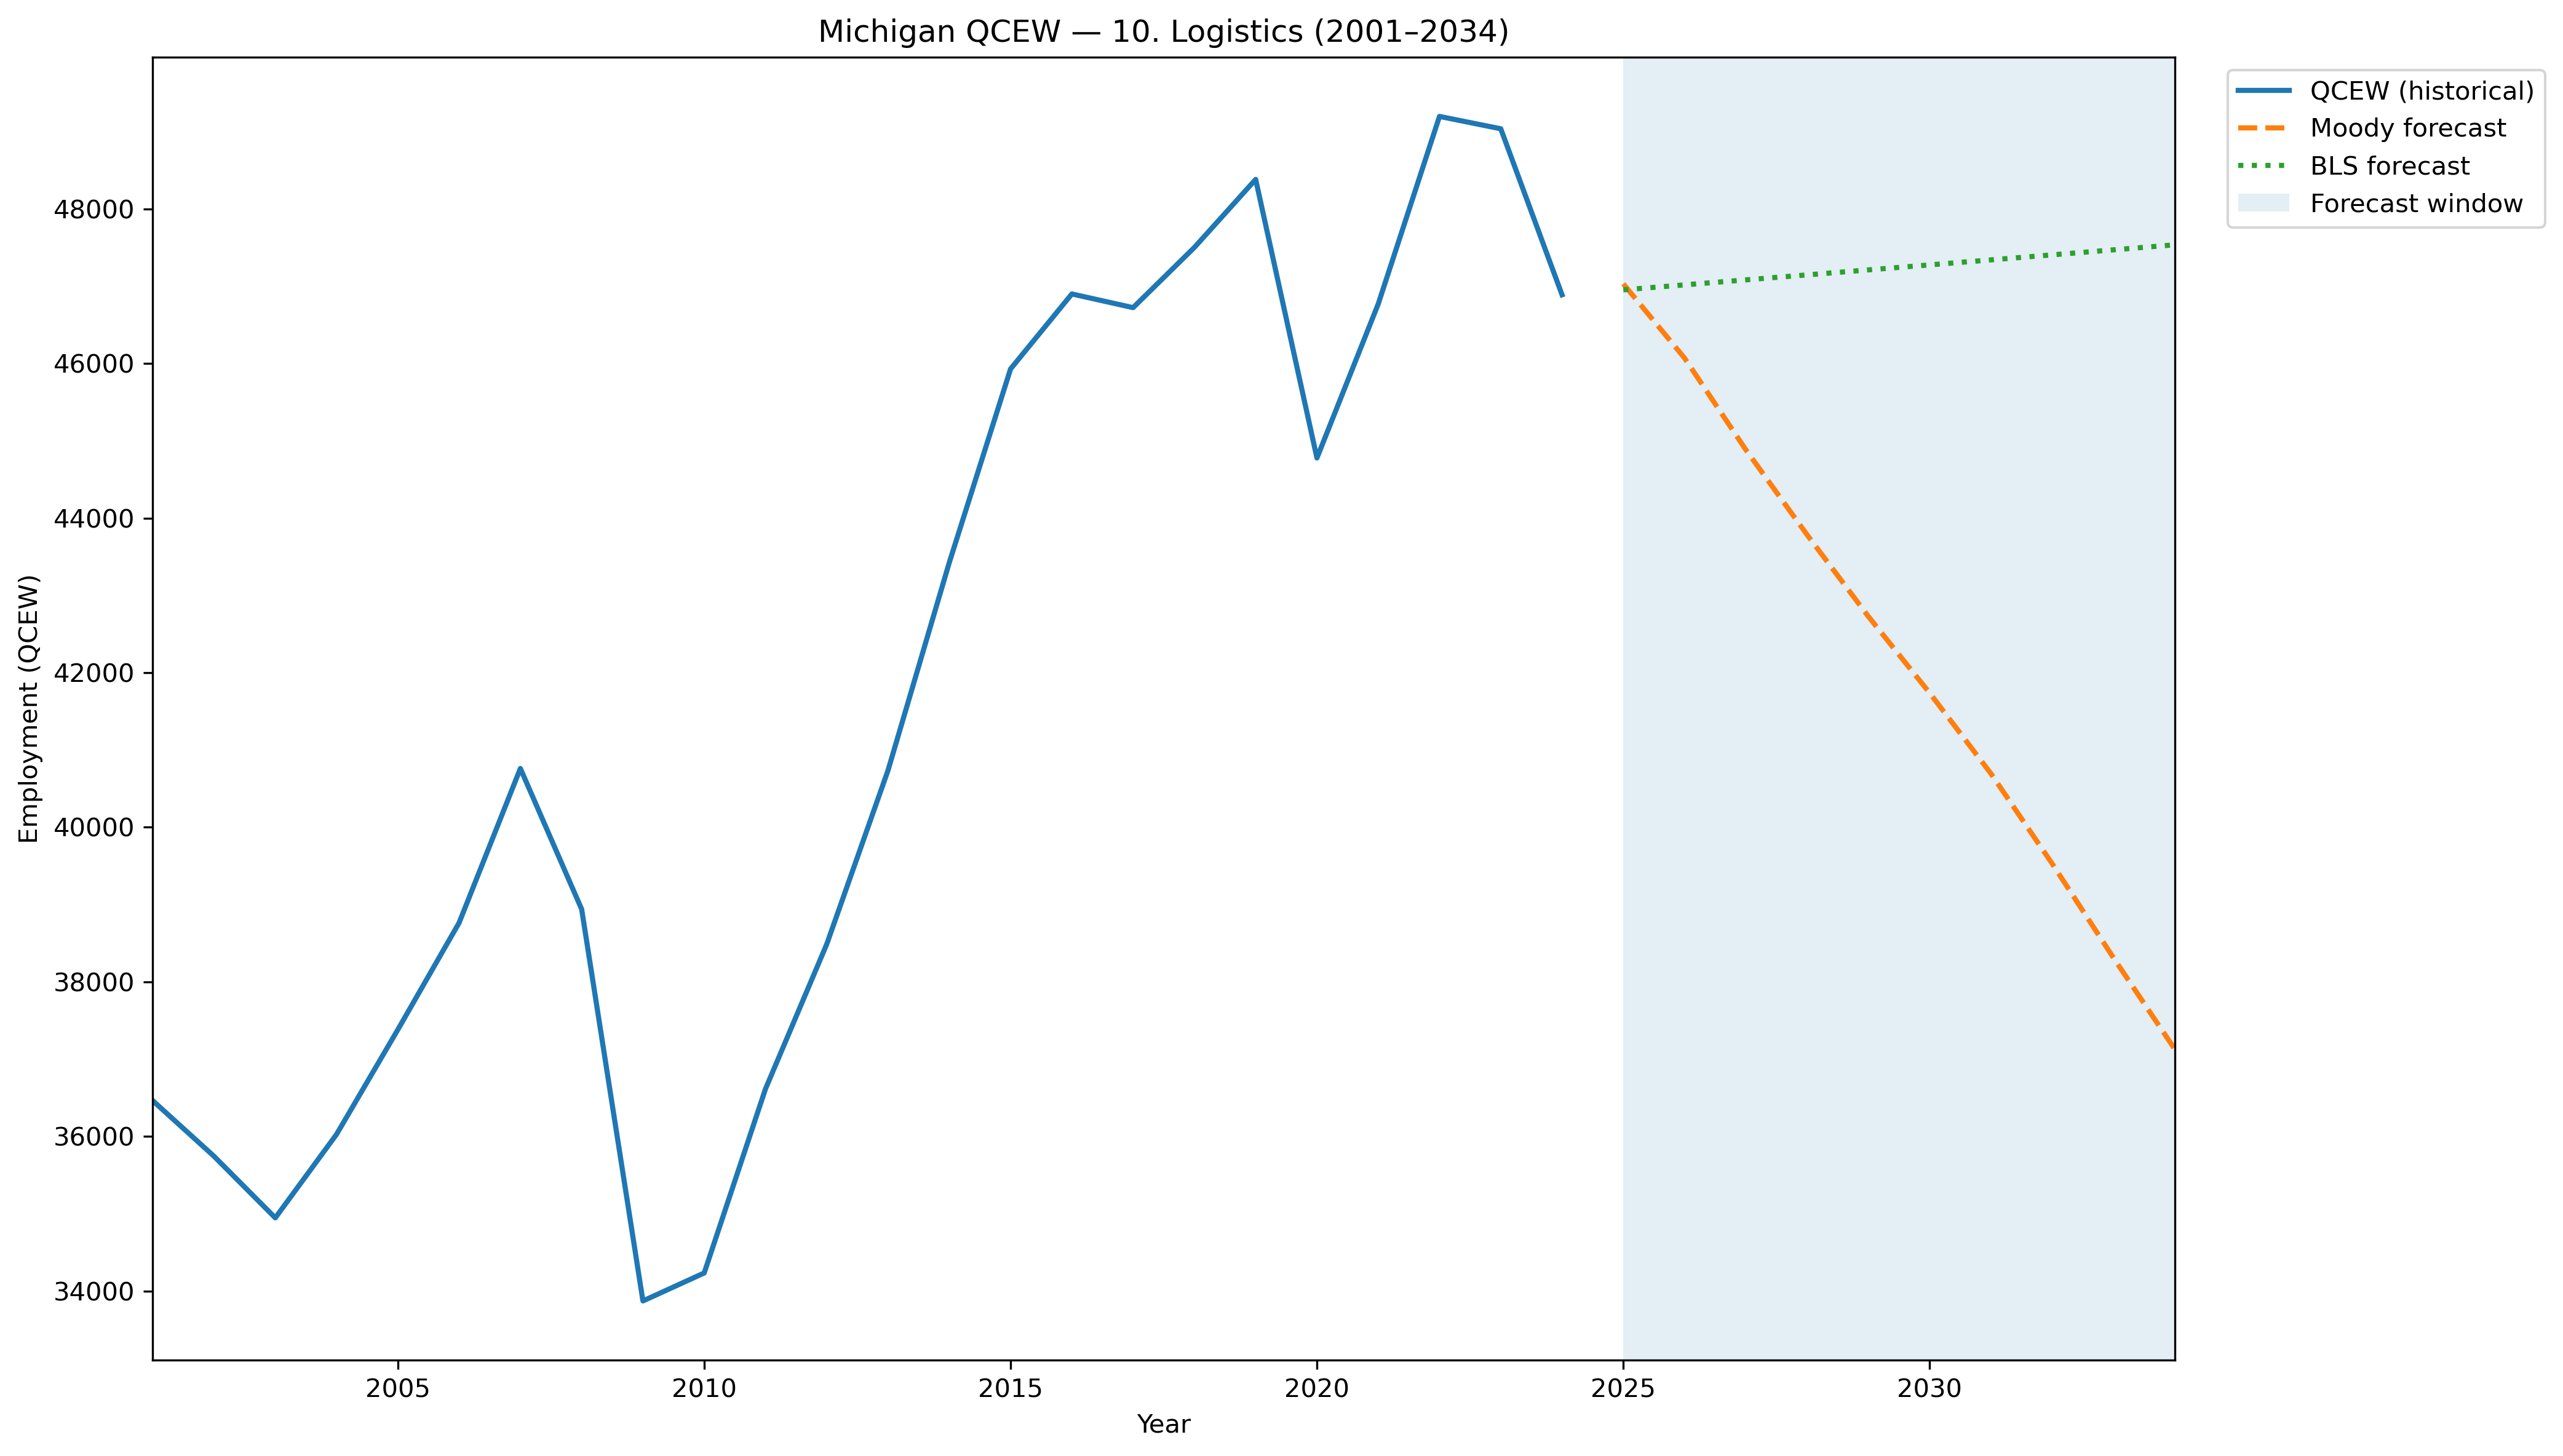 Michigan QCEW — 10. Logistics (2001–2034)
QCEW (historical)
Moody forecast
BLS forecast
Forecast window
Employment (QCEW)
48000
46000
44000
42000
40000
38000
36000
34000
2005
2010
2015
2020
2025
2030
Year